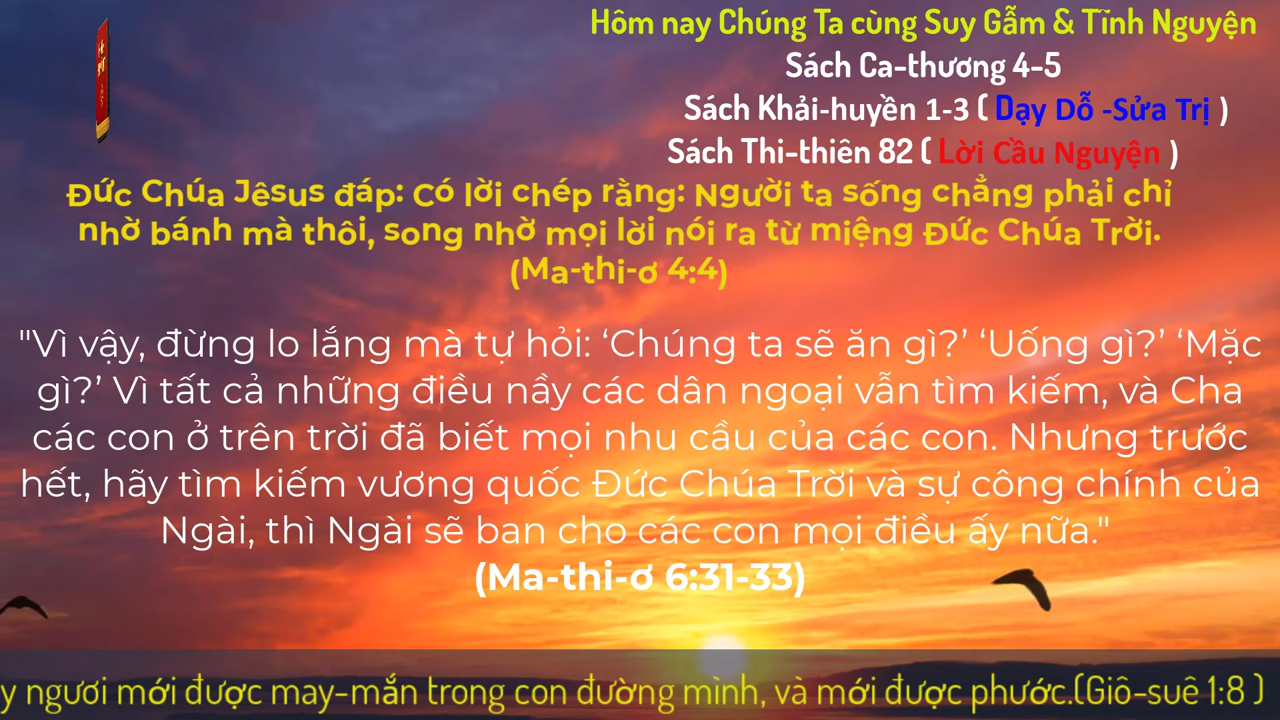 Hôm nay Chúng Ta cùng Suy Gẫm & Tĩnh Nguyện
Sách Ca-thương 4-5
Sách Khải-huyền 1-3 ( Dạy Dỗ -Sửa Trị )
Sách Thi-thiên 82 ( Lời Cầu Nguyện )
Đức Chúa Jêsus đáp: Có lời chép rằng: Người ta sống chẳng phải chỉ
nhờ bánh mà thôi, song nhờ mọi lời nói ra từ miệng Đức Chúa Trời.
(Ma-thi-ơ 4:4)
"Vì vậy, đừng lo lắng mà tự hỏi: ‘Chúng ta sẽ ăn gì?’ ‘Uống gì?’ ‘Mặc
gì?’ Vì tất cả những điều nầy các dân ngoại vẫn tìm kiếm, và Cha
các con ở trên trời đã biết mọi nhu cầu của các con. Nhưng trước
hết, hãy tìm kiếm vương quốc Đức Chúa Trời và sự công chính của
Ngài, thì Ngài sẽ ban cho các con mọi điều ấy nữa."
(Ma-thi-ơ 6:31-33)
y ngươi mới được may-mắn trong con đường mình, và mới được phước.(Giô-suê 1:8 )